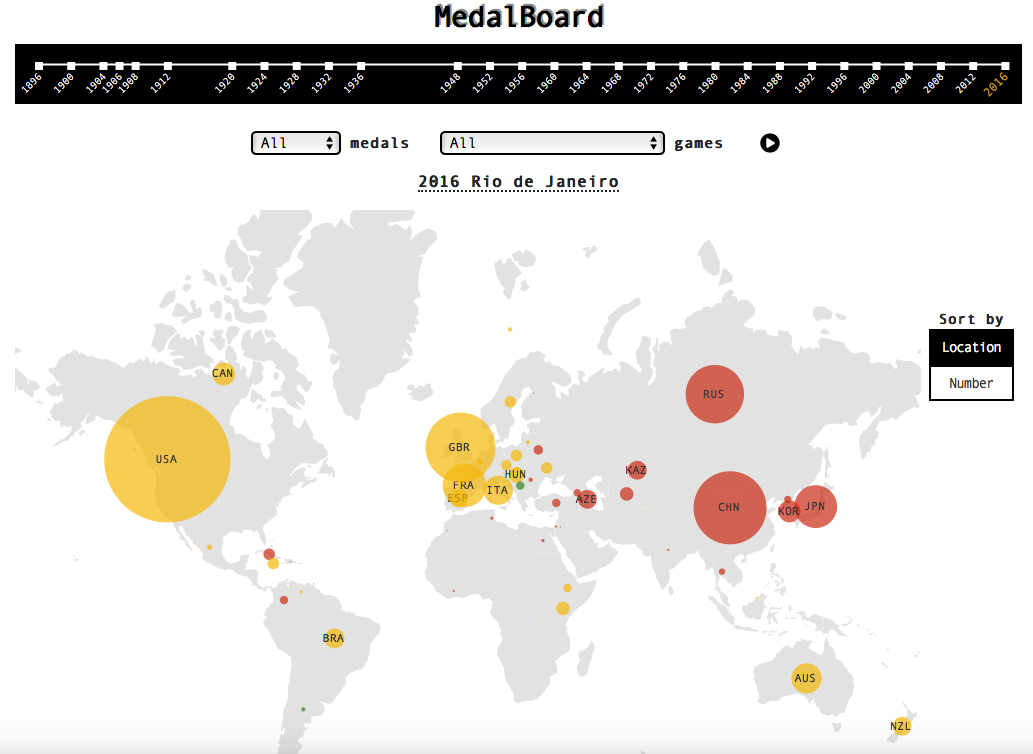 MedalBoard
1896 1900 1904 1906 1908 1912 1920 1924 1928 1932 1936 1948 1952 1956 1960 1964 1968 1972 1976 1980 1984 1988 1992 1996 2000 2004 2008 2012 2016
All medals All games
2016 Rio de Janeiro
Sort by
Location
Number
CAN
RUS
USA
GBR
HUN
KAZ
FRA
ITA
ESP
AZE
CHN
KOR
JPN
BRA
AUS
NZL